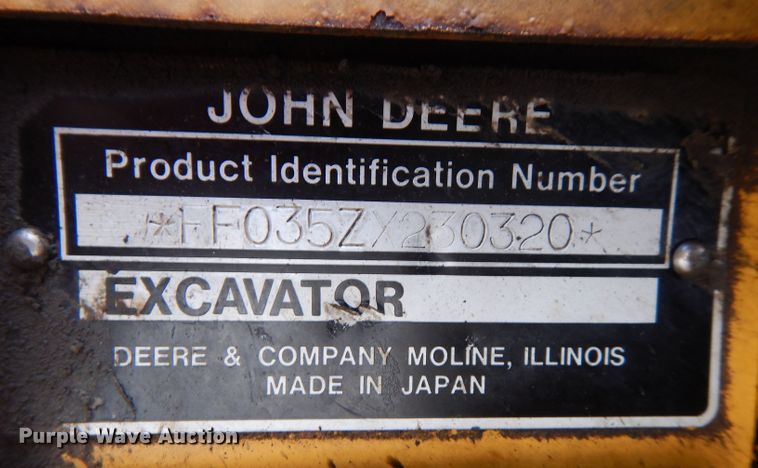 JOHN DEERE
Product Identification Number
*FF035ZX230320*
EXCAVATOR
DEERE & COMPANY MOLINE, ILLINOIS
MADE IN JAPAN
Purple Wave Auction